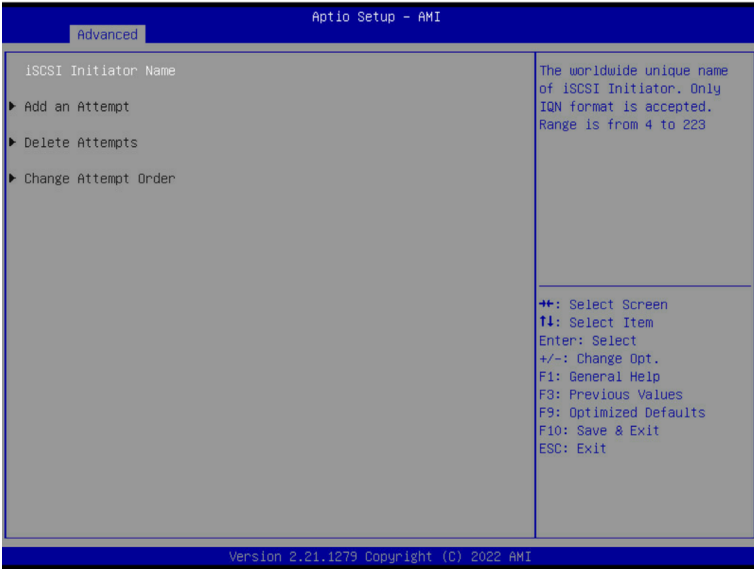 Aptio Setup – AMI
Advanced
iSCSI Initiator Name
▶ Add an Attempt
▶ Delete Attempts
▶ Change Attempt Order
The worldwide unique name
of iSCSI Initiator. Only
IQN format is accepted.
Range is from 4 to 223
→←: Select Screen
↑↓: Select Item
Enter: Select
+/-: Change Opt.
F1: General Help
F3: Previous Values
F9: Optimized Defaults
F10: Save & Exit
ESC: Exit
Version 2.21.1279 Copyright (C) 2022 AMI